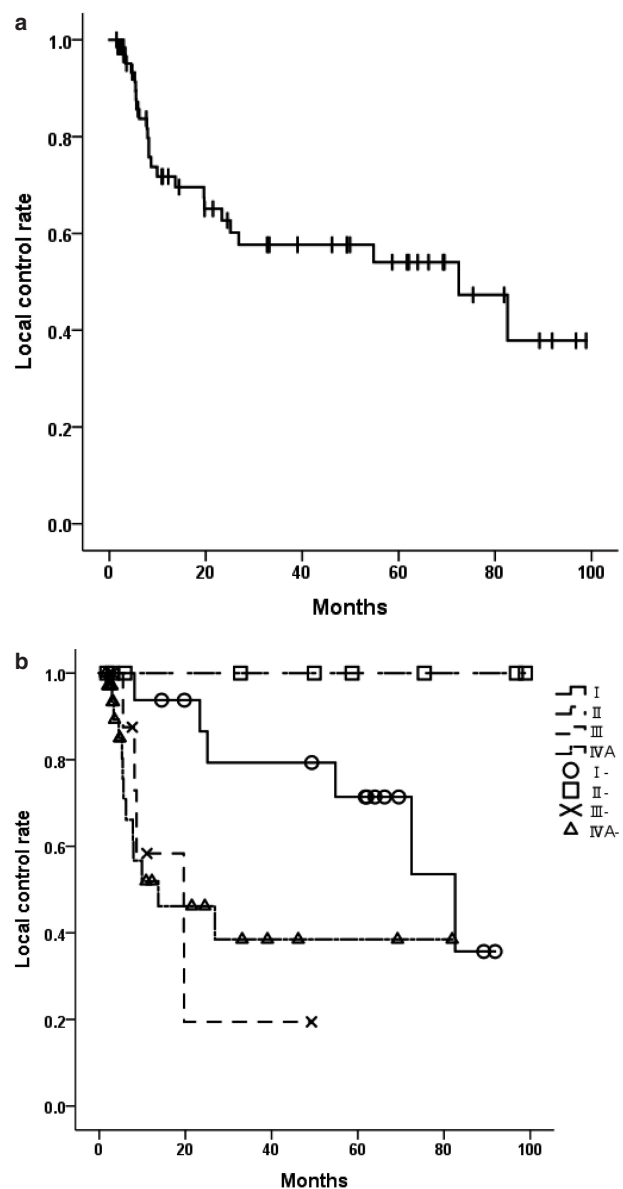 a
Local control rate
1.0
0.8
0.6
0.4
0.2
0.0
0 20 40 60 80 100
Months
b
Local control rate
1.0
0.8
0.6
0.4
0.2
0.0
0 20 40 60 80 100
Months
I
II
III
IVA
I-
II-
III-
IVA-